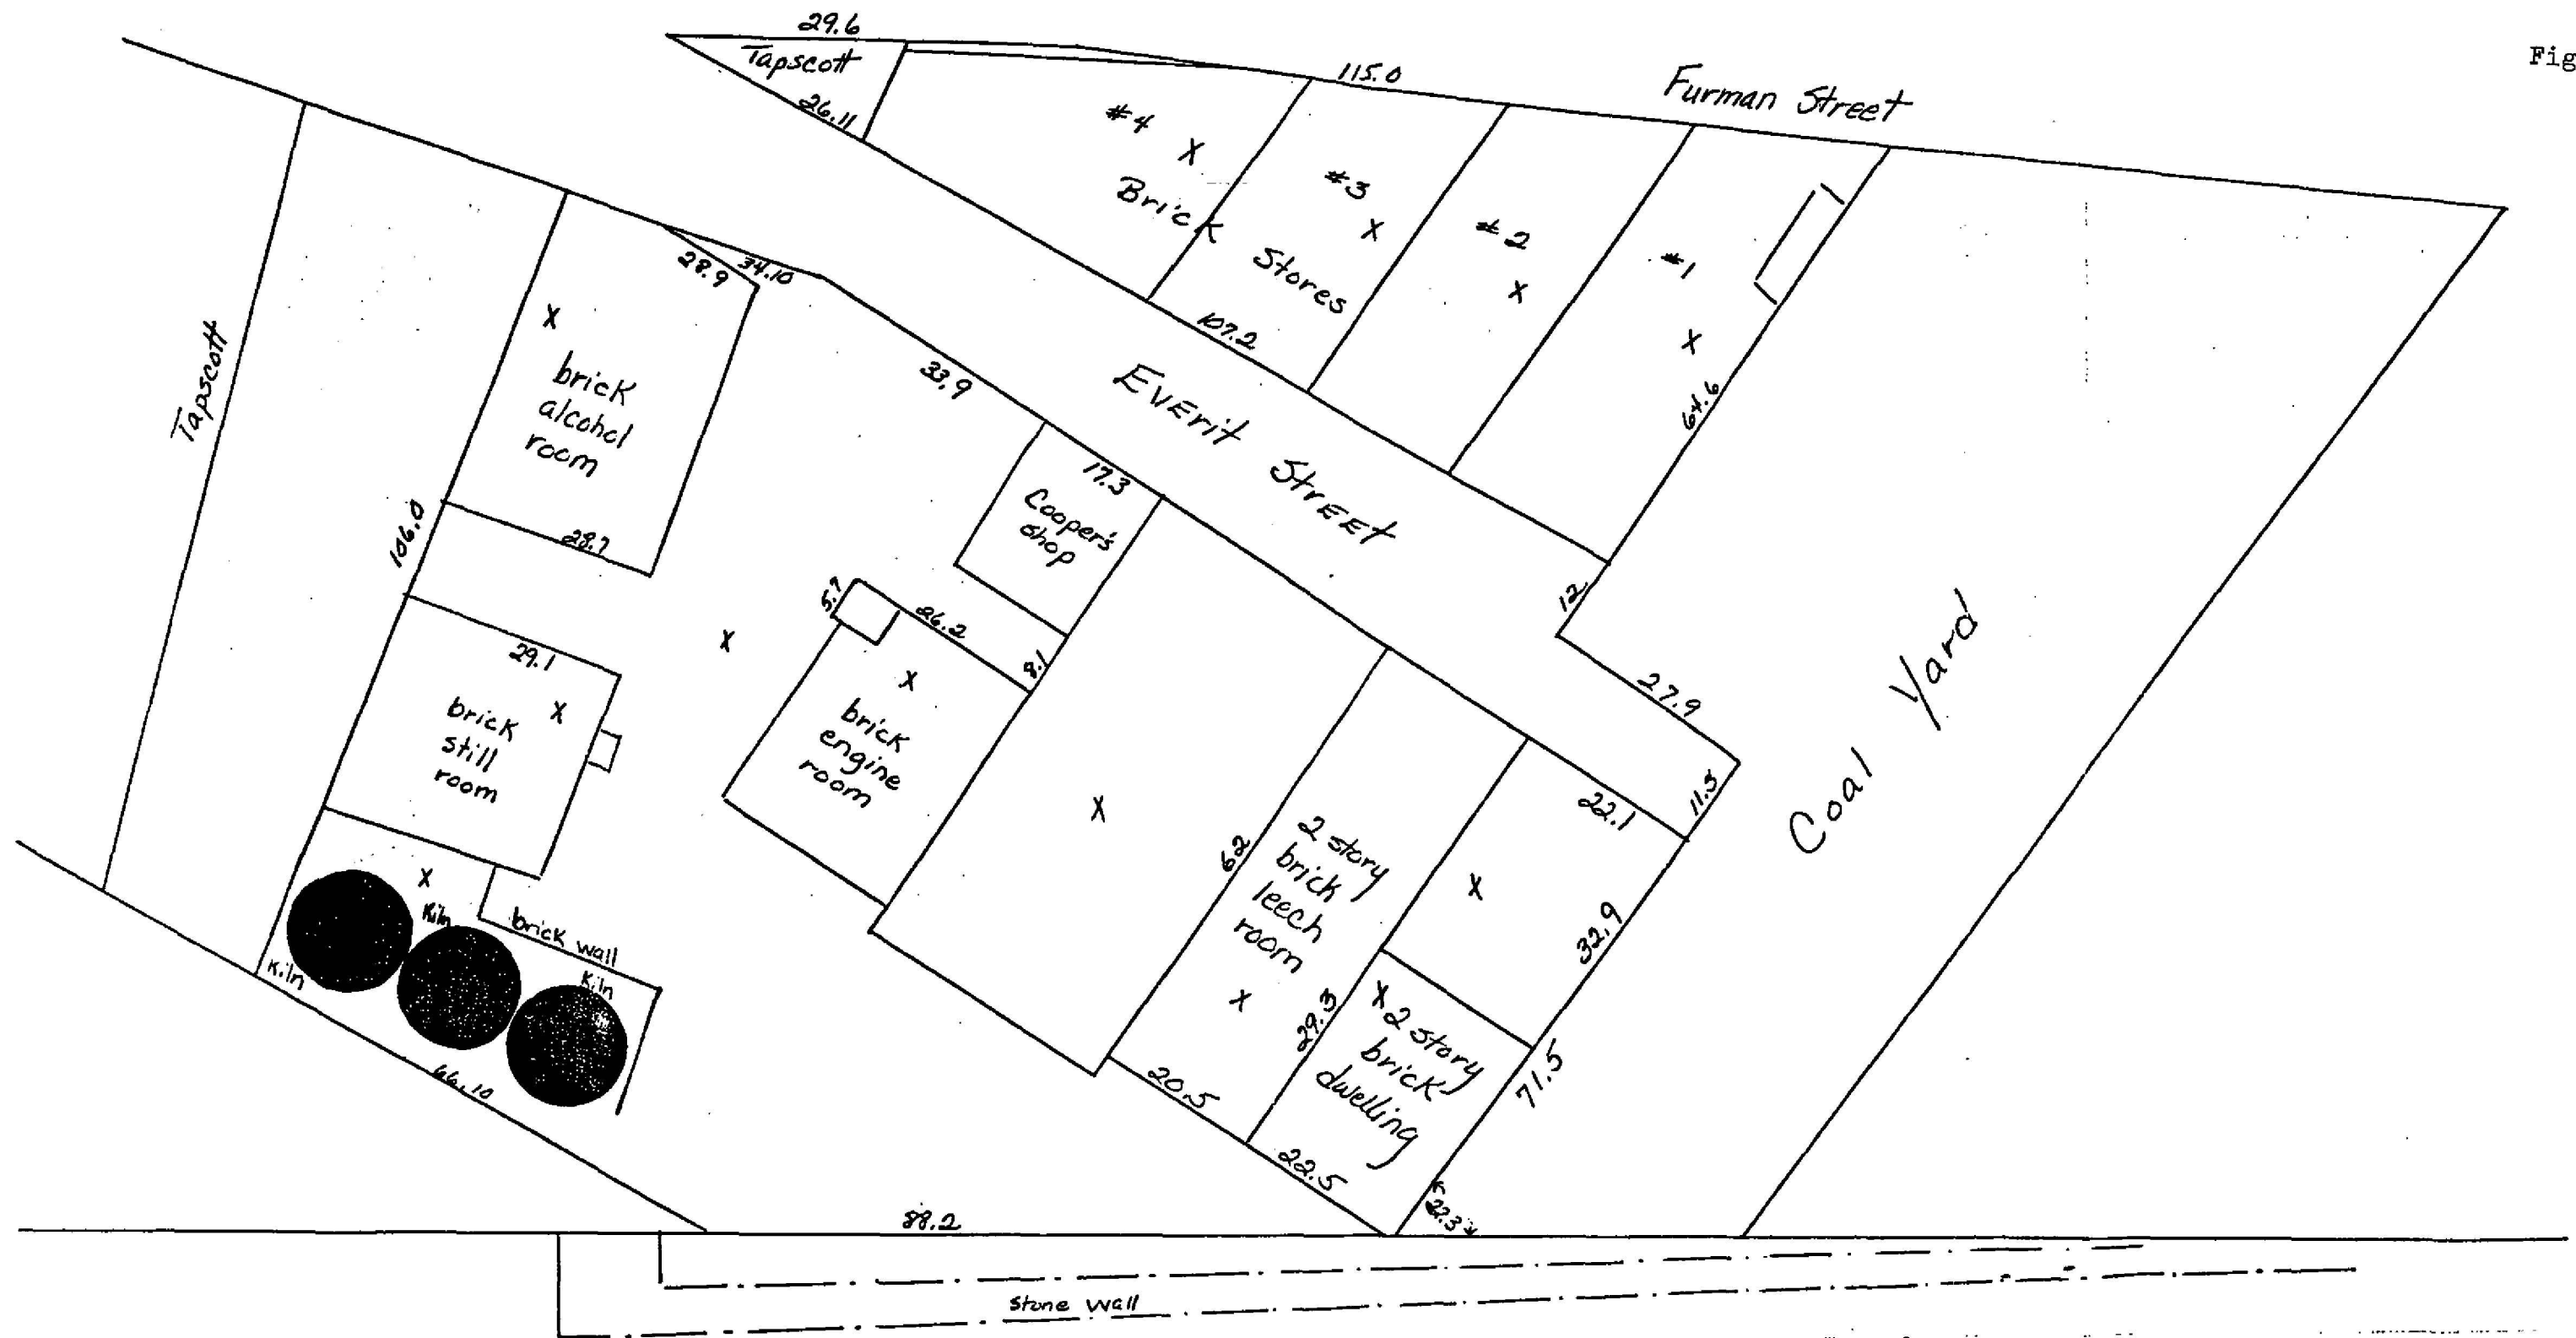 Fig
29.6
Tapscott
26.11
115.0
Furman Street
#4
X
Brick
#3
X
Stores
#2
X
#1
X
107.2
64.6
Everit Street
28.9
34.10
X
brick
alcohol
room
33.9
Tapscott
106.0
28.7
17.3
Cooper's
shop
12
27.9
5.7
26.2
8.1
X
29.1
X
brick
still
room
X
brick
engine
room
X
62
2 story
brick
leech
room
X
22.1
11.3
X
32.9
Coal Yard
X
Kiln
Kiln
brick wall
Kiln
66.10
29.3
X 2 story
brick
dwelling
71.5
20.5
22.5
22.3
88.2
Stone wall